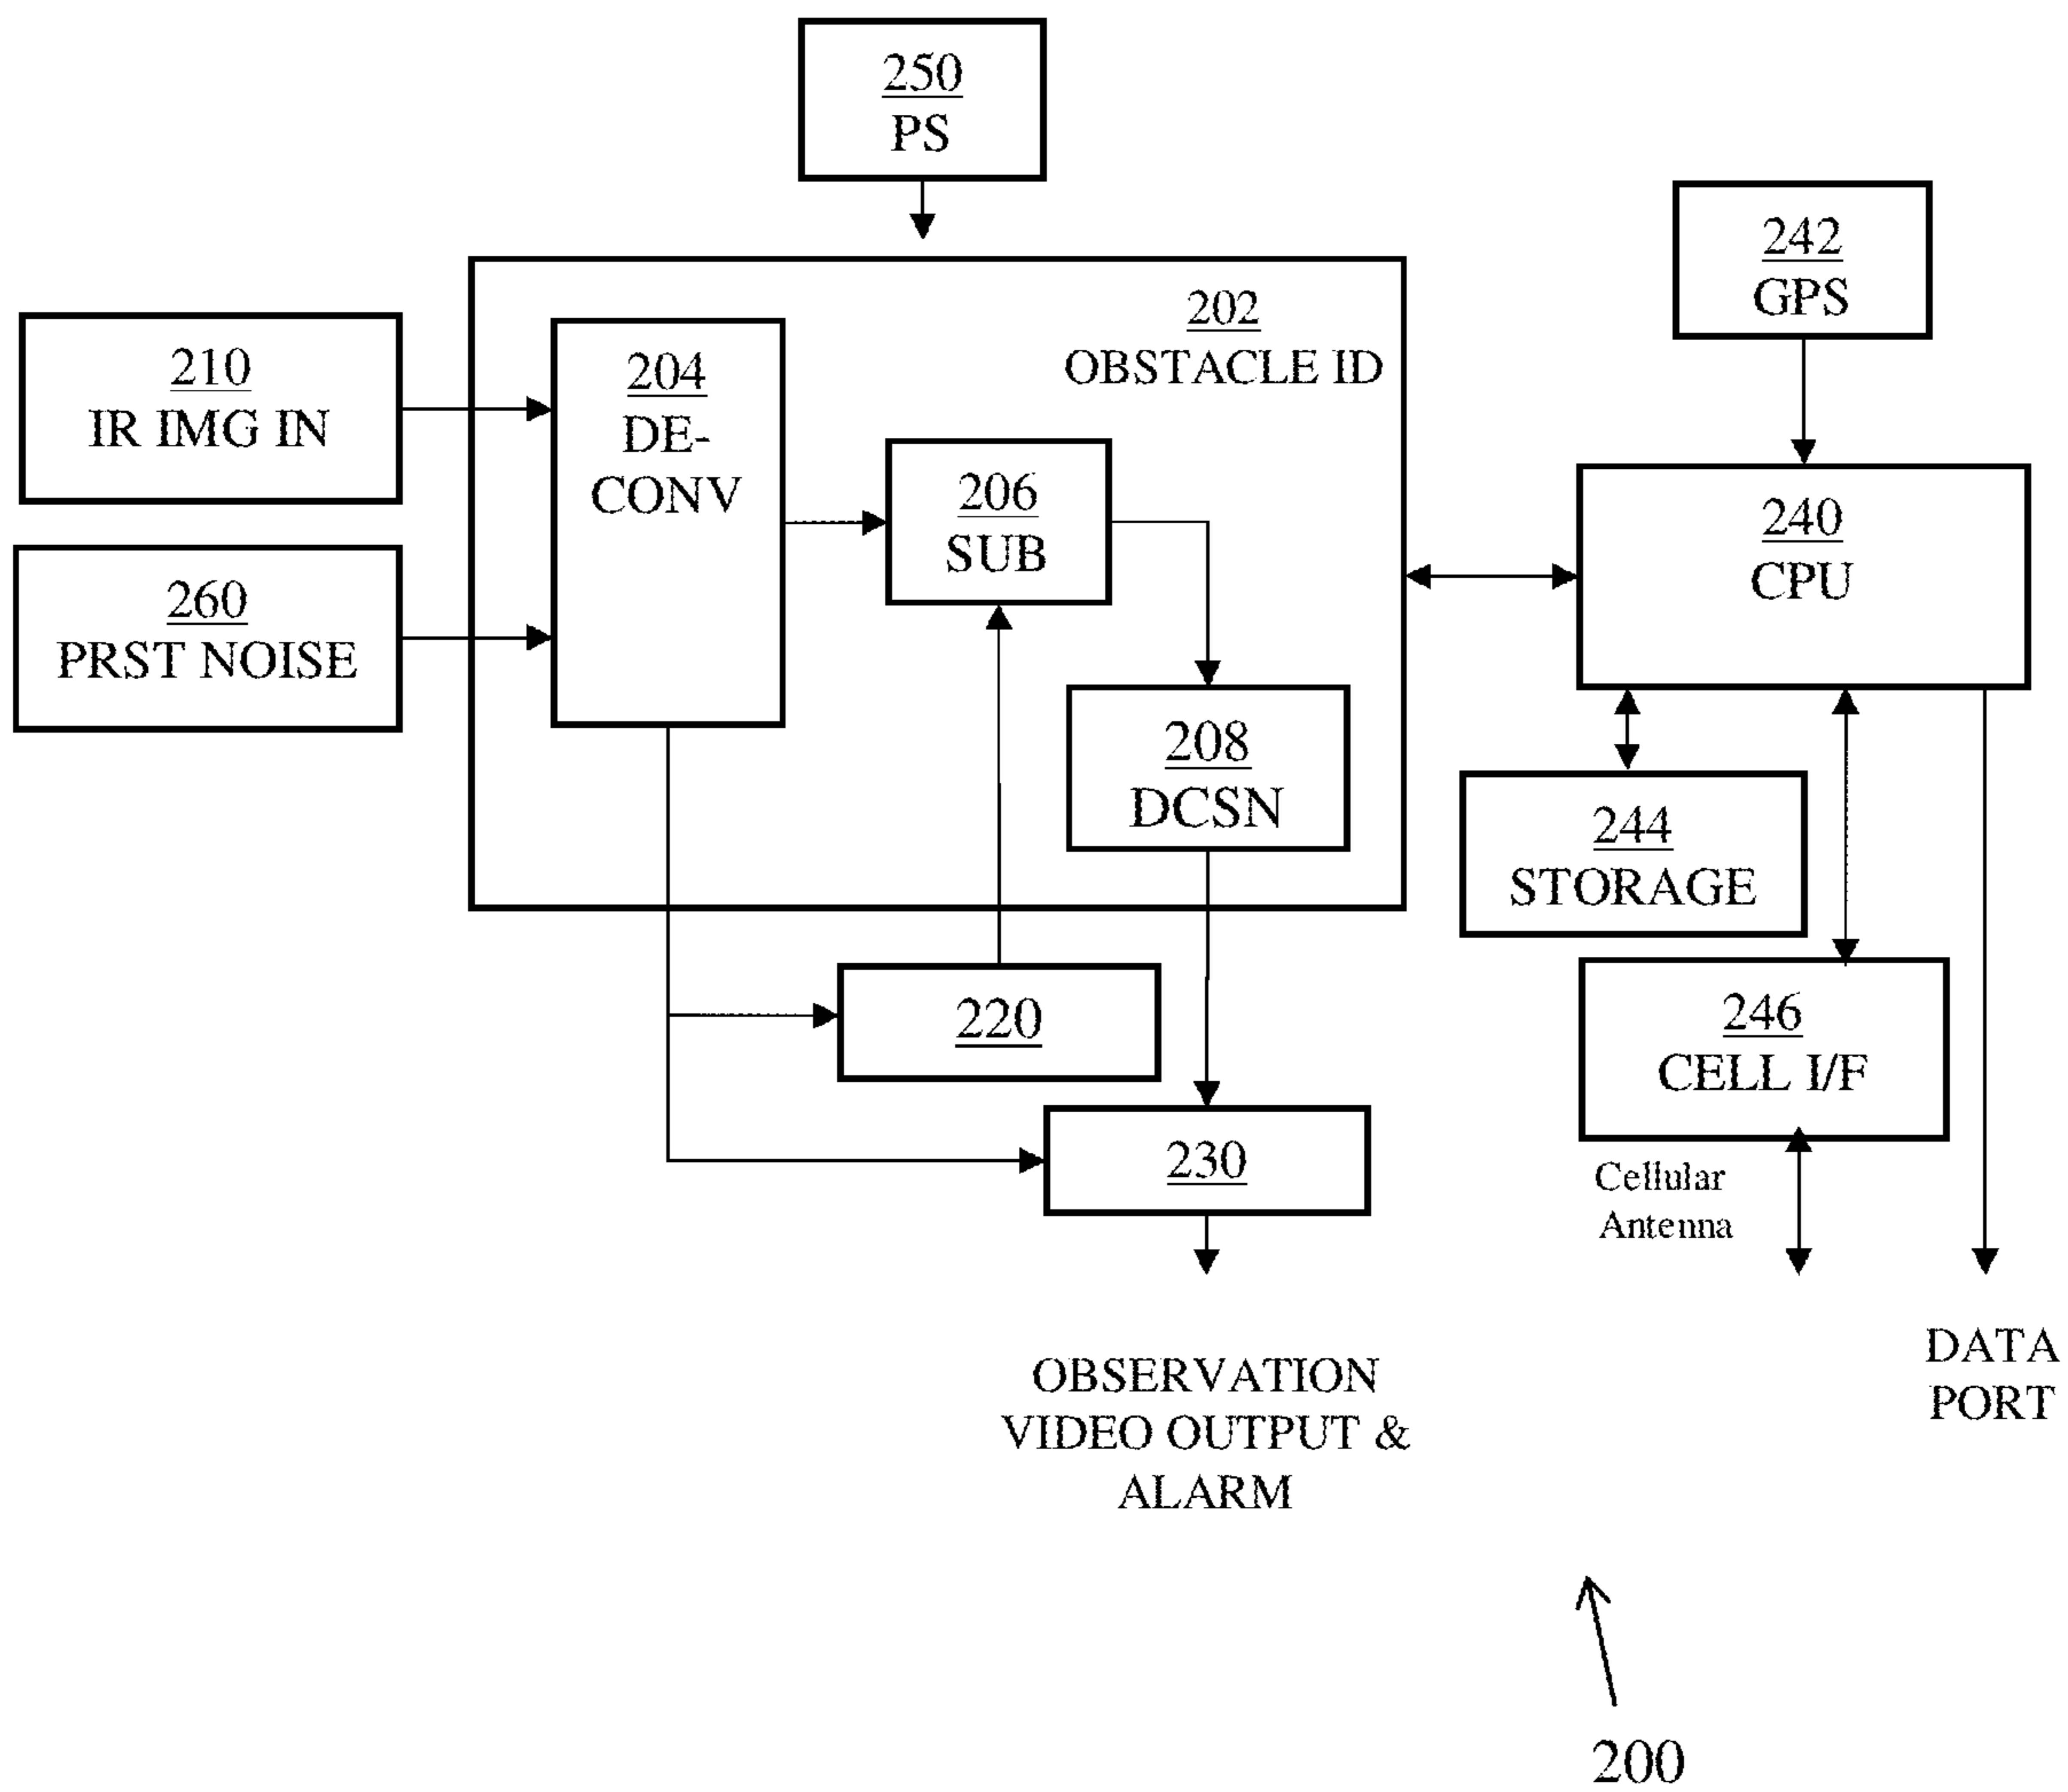 250
PS
242
GPS
202
OBSTACLE ID
210
IR IMG IN
204
DE-
CONV
206
SUB
240
CPU
260
PRST NOISE
208
DCSN
244
STORAGE
220
246
CELL I/F
230
Cellular
Antenna
OBSERVATION
VIDEO OUTPUT &
ALARM
DATA
PORT
200